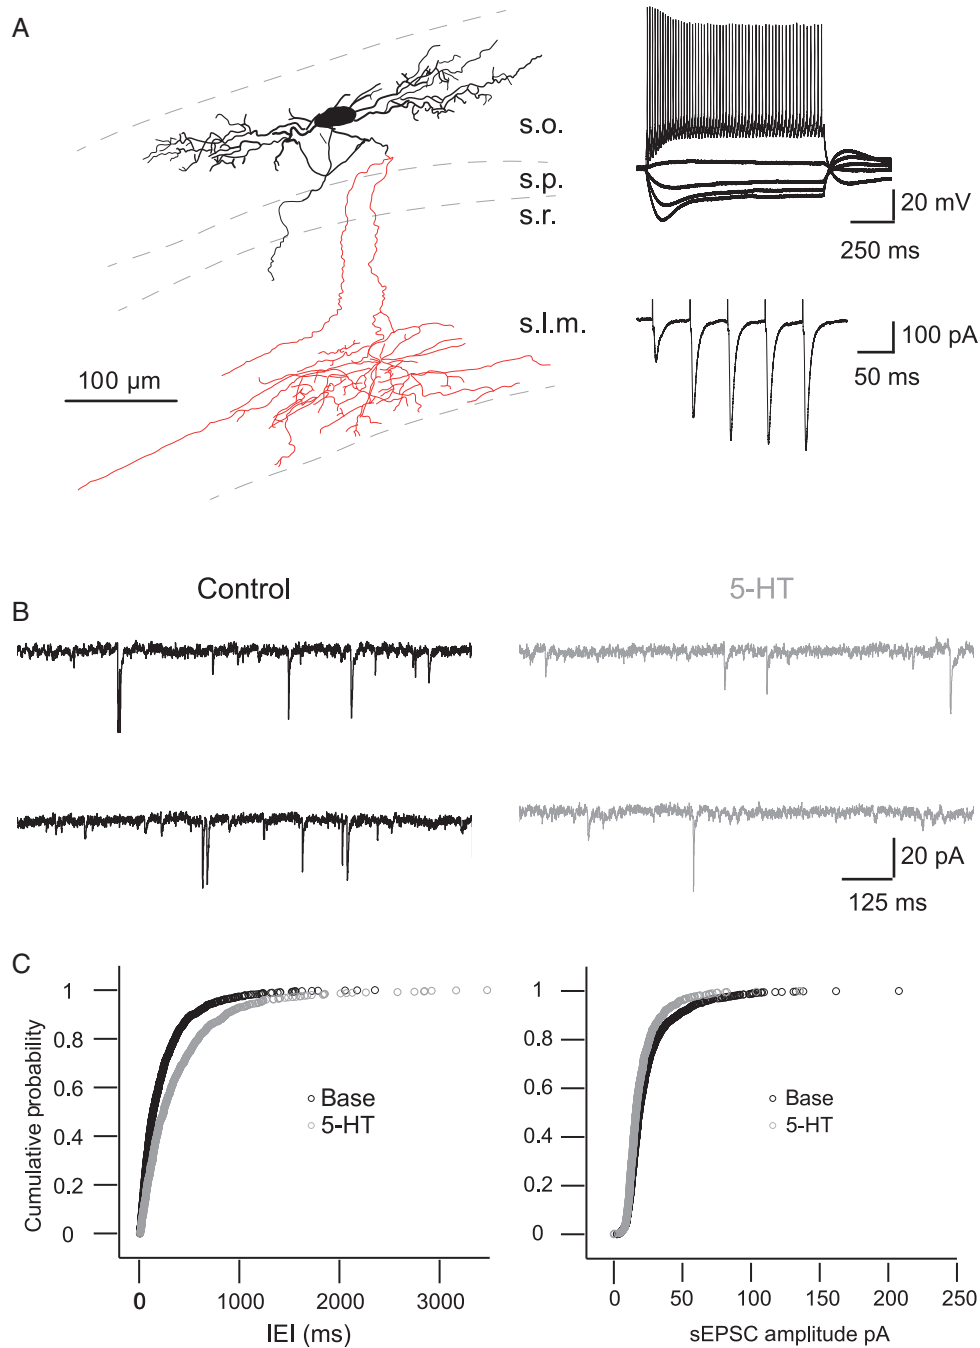 A
s.o.
s.p.
s.r.
s.l.m.
100 µm
20 mV
250 ms
100 pA
50 ms
B
Control
5-HT
20 pA
125 ms
C
Cumulative probability
1
0.8
0.6
0.4
0.2
0
Base
5-HT
0
1000
2000
3000
IEI (ms)
1
0.8
0.6
0.4
0.2
0
Base
5-HT
0
50
100
150
200
250
sEPSC amplitude pA